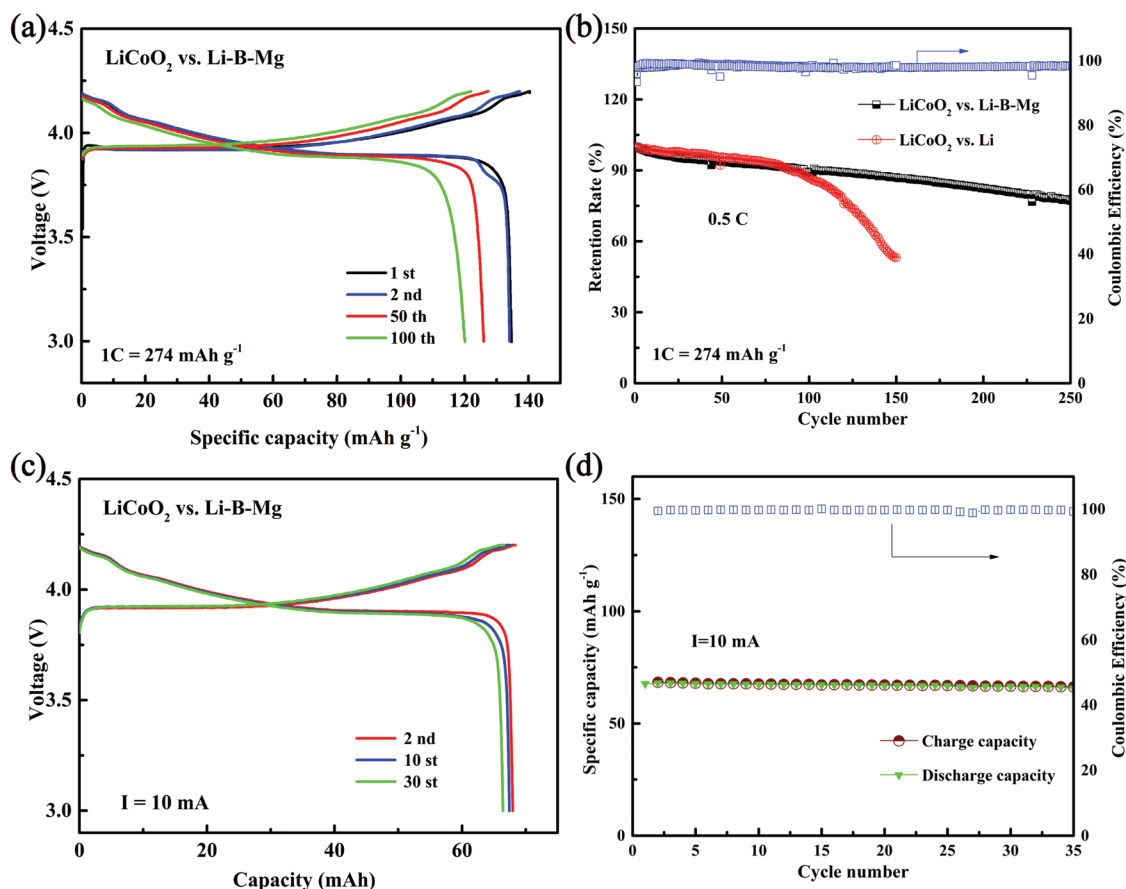 (a)
LiCoO₂ vs. Li-B-Mg
4.5
4.0
3.5
3.0
Voltage (V)
1 st
2 nd
50 th
100 th
1C = 274 mAh g⁻¹
0 20 40 60 80 100 120 140
Specific capacity (mAh g⁻¹)
(b)
150
120
90
60
30
0
Retention Rate (%)
LiCoO₂ vs. Li-B-Mg
LiCoO₂ vs. Li
0.5 C
1C = 274 mAh g⁻¹
100
80
60
40
20
0
Coulombic Efficiency (%)
0 50 100 150 200 250
Cycle number
(c)
LiCoO₂ vs. Li-B-Mg
4.5
4.0
3.5
3.0
Voltage (V)
2 nd
10 st
30 st
I = 10 mA
0 20 40 60
Capacity (mAh)
(d)
150
100
50
0
Specific capacity (mAh g⁻¹)
I=10 mA
Charge capacity
Discharge capacity
100
80
60
40
20
0
Coulombic Efficiency (%)
0 5 10 15 20 25 30 35
Cycle number